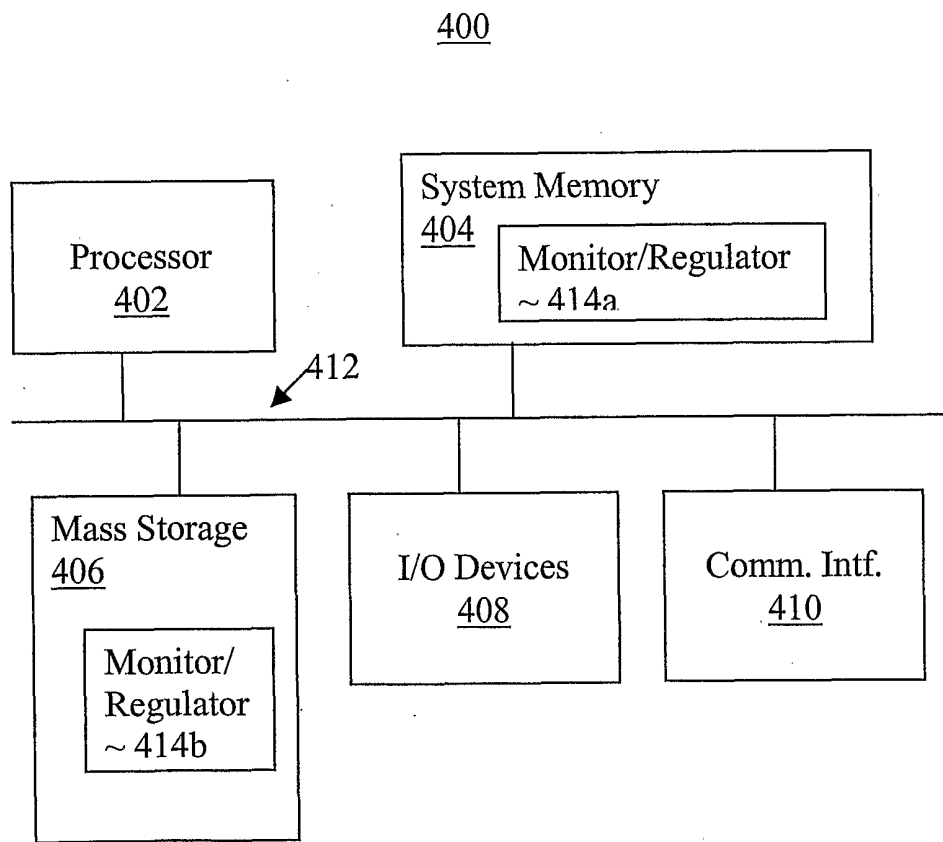 400
Processor
402
System Memory
404
Monitor/Regulator
~ 414a
412
Mass Storage
406
Monitor/
Regulator
~ 414b
I/O Devices
408
Comm. Intf.
410